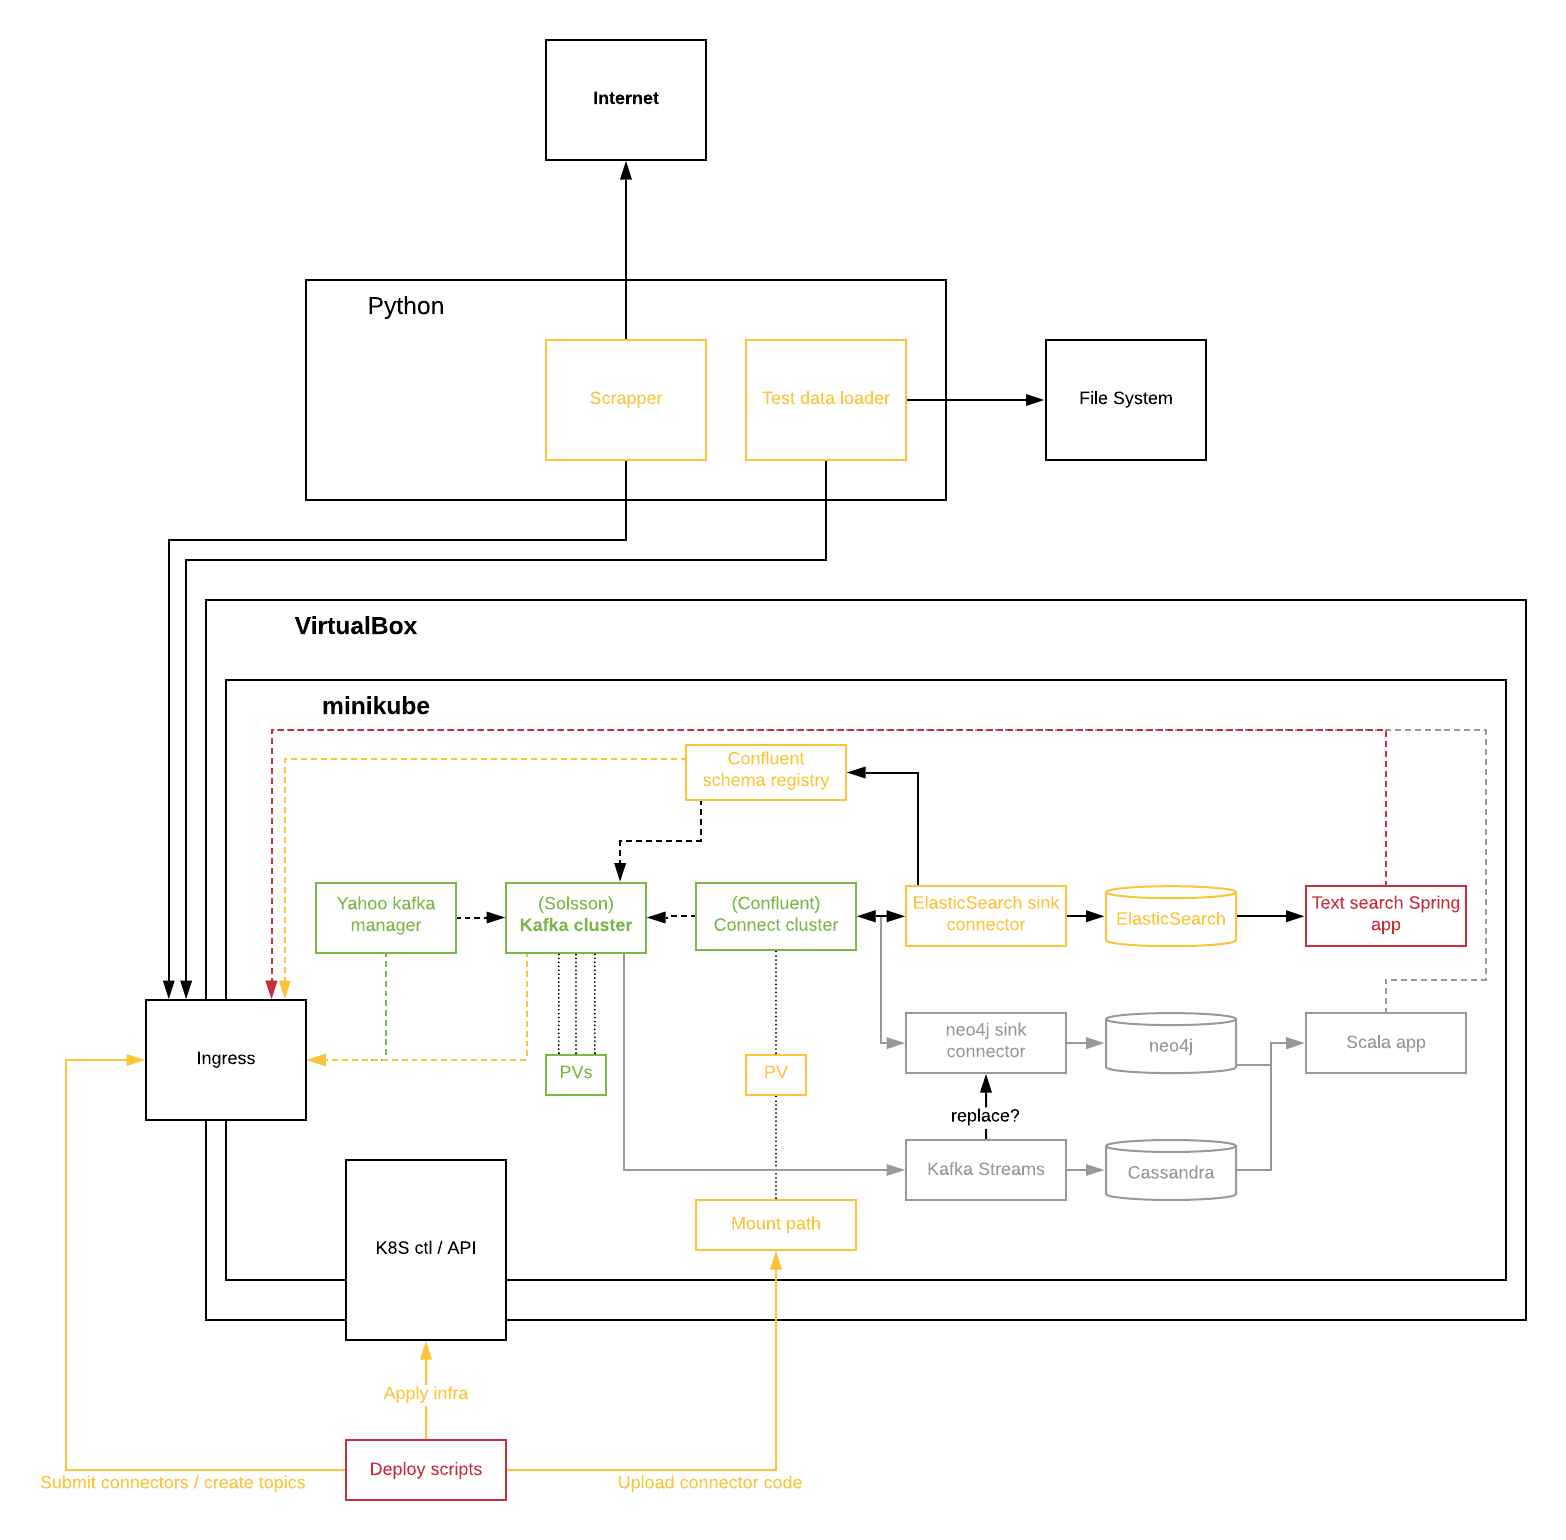 Internet
Python
Scrapper
Test data loader
File System
VirtualBox
minikube
Confluent
schema registry
Yahoo kafka
manager
(Solsson)
Kafka cluster
(Confluent)
Connect cluster
ElasticSearch sink
connector
ElasticSearch
Text search Spring
app
Ingress
PVs
PV
neo4j sink
connector
neo4j
Scala app
replace?
Kafka Streams
Cassandra
Mount path
K8S ctl / API
Apply infra
Deploy scripts
Submit connectors / create topics
Upload connector code